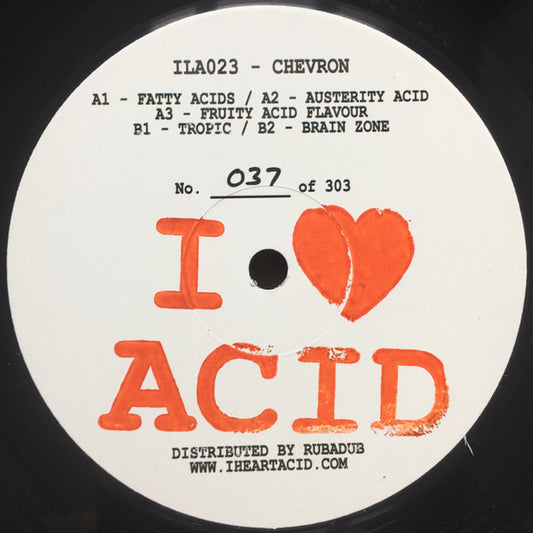 ILA023 - CHEVRON
A1 - FATTY ACIDS / A2 - AUSTERITY ACID
A3 - FRUITY ACID FLAVOUR
B1 - TROPIC / B2 - BRAIN ZONE
No. 037 of 303
I ❤
ACID
DISTRIBUTED BY RUBADUB
WWW.IHEARTACID.COM